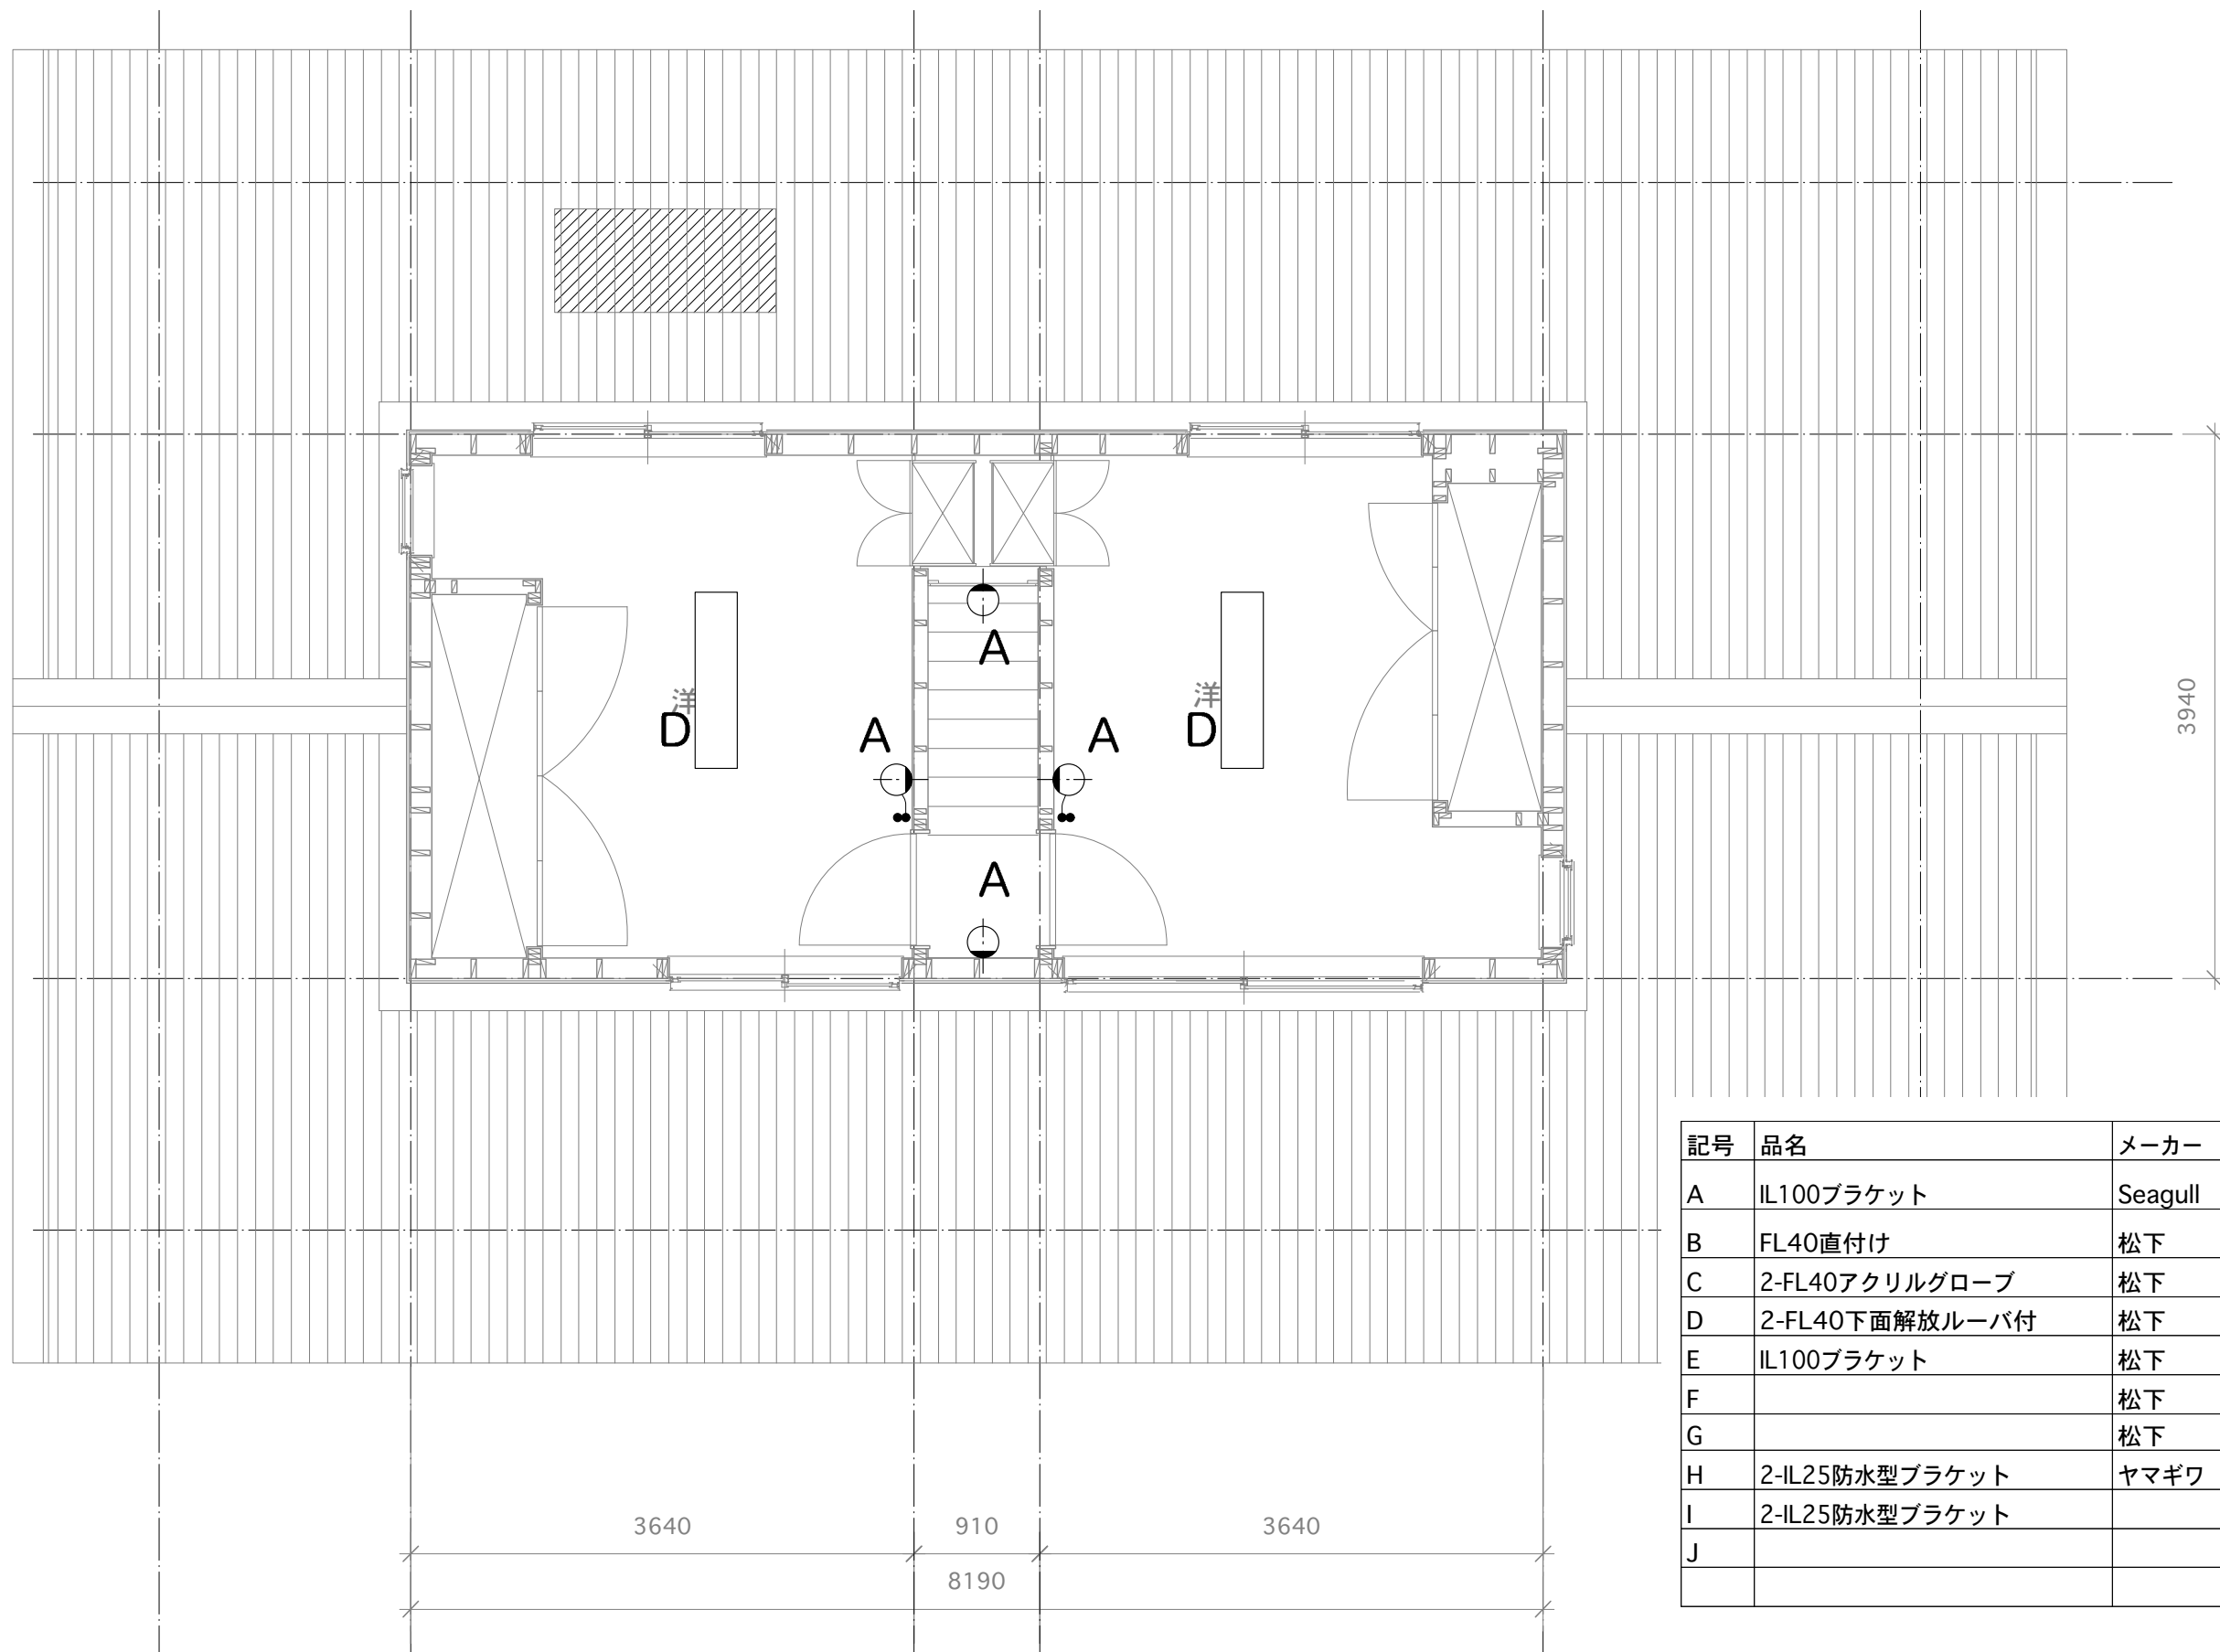 A
洋
洋
3940
D
A
A
D
A
記号 品名 メーカー
A IL100ブラケット Seagull
B FL40直付け 松下
C 2-FL40アクリルグローブ 松下
D 2-FL40下面解放ルーバ付 松下
E IL100ブラケット 松下
F 松下
G 松下
H 2-IL25防水型ブラケット ヤマギワ
I 2-IL25防水型ブラケット
J
3640 910 3640
8190